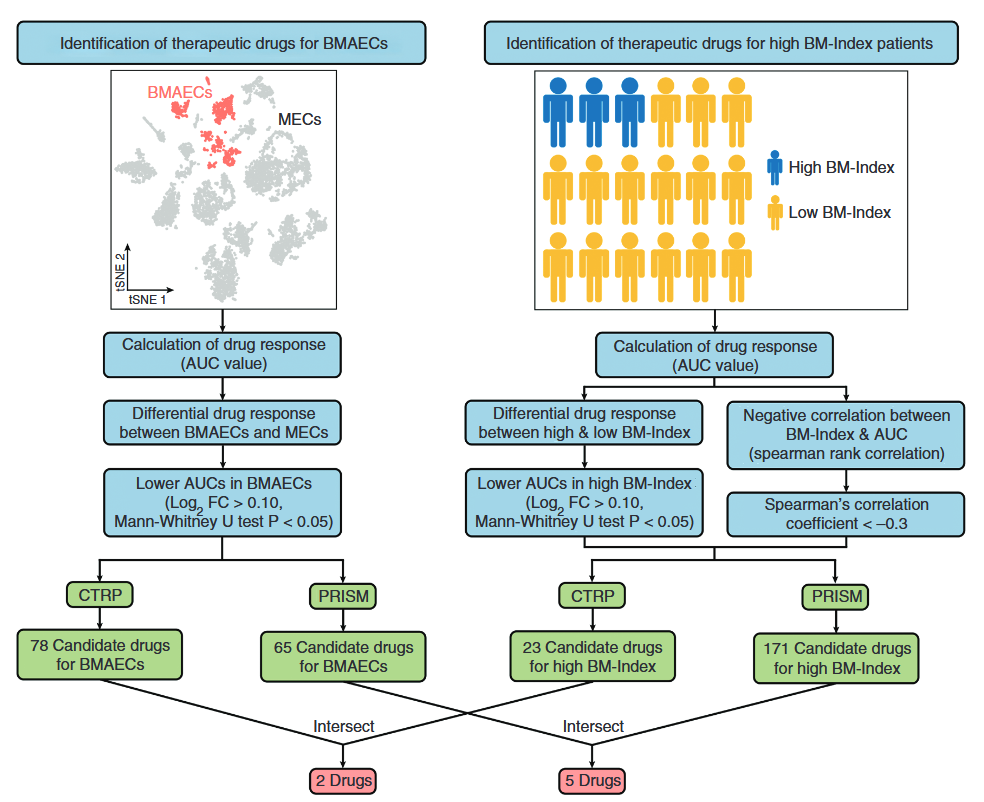 Identification of therapeutic drugs for BMAECs
Identification of therapeutic drugs for high BM-Index patients
BMAECs
MECs
tSNE 2
tSNE 1
High BM-Index
Low BM-Index
Calculation of drug response
(AUC value)
Calculation of drug response
(AUC value)
Differential drug response
between BMAECs and MECs
Differential drug response
between high & low BM-Index
Negative correlation between
BM-Index & AUC
(spearman rank correlation)
Lower AUCs in BMAECs
(Log2 FC > 0.10,
Mann-Whitney U test P < 0.05)
Lower AUCs in high BM-Index
(Log2 FC > 0.10,
Mann-Whitney U test P < 0.05)
Spearman's correlation
coefficient < –0.3
CTRP
PRISM
CTRP
PRISM
78 Candidate drugs
for BMAECs
65 Candidate drugs
for BMAECs
23 Candidate drugs
for high BM-Index
171 Candidate drugs
for high BM-Index
Intersect
Intersect
2 Drugs
5 Drugs